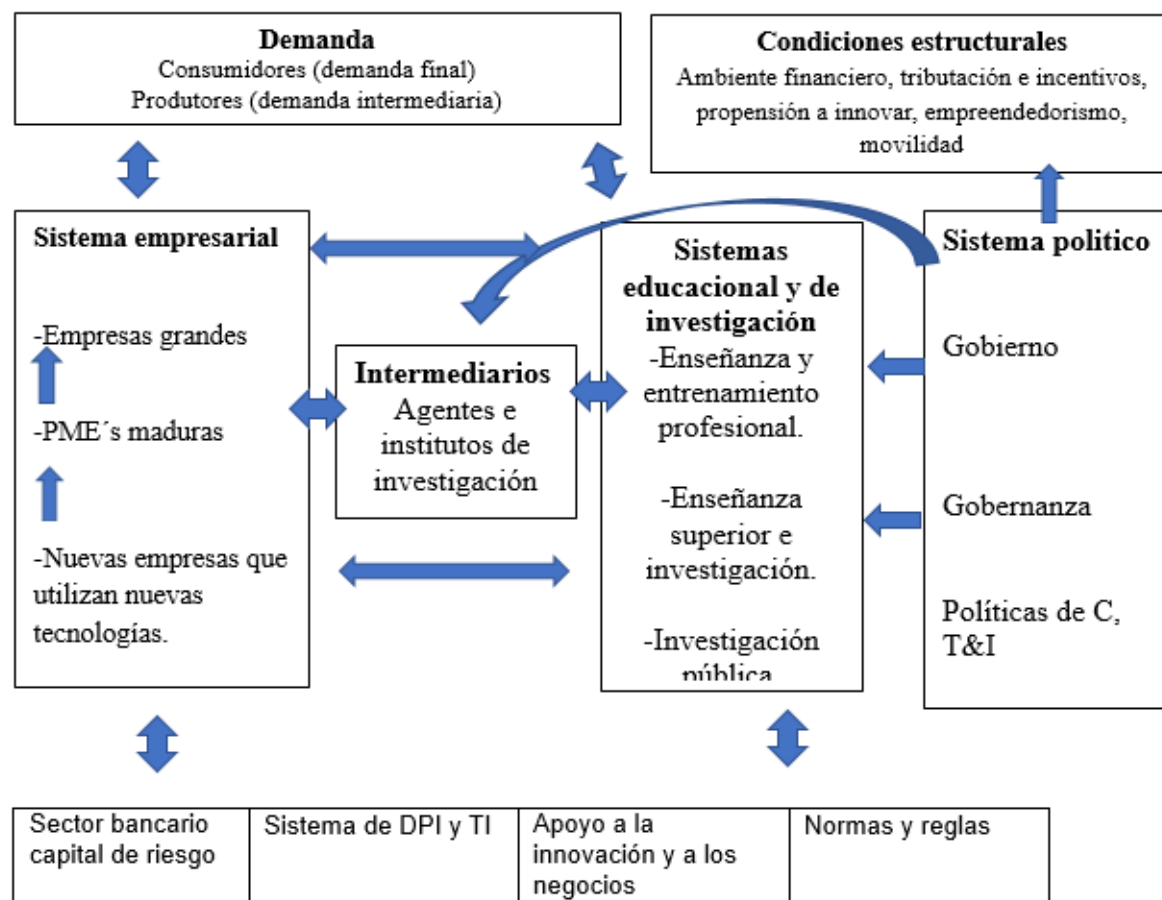 Demanda
Consumidores (demanda final)
Produtores (demanda intermediaria)
Condiciones estructurales
Ambiente financiero, tributación e incentivos,
propensión a innovar, empreendedorismo,
movilidad
Sistema empresarial
-Empresas grandes
-PME´s maduras
-Nuevas empresas que
utilizan nuevas
tecnologías.
Intermediarios
Agentes e
institutos de
investigación
Sistemas
educacional y de
investigación
-Enseñanza y
entrenamiento
profesional.
-Enseñanza
superior e
investigación.
-Investigación
pública
Sistema politico
Gobierno
Gobernanza
Políticas de C,
T&I
Sector bancario
capital de riesgo
Sistema de DPI y TI
Apoyo a la
innovación y a los
negocios
Normas y reglas